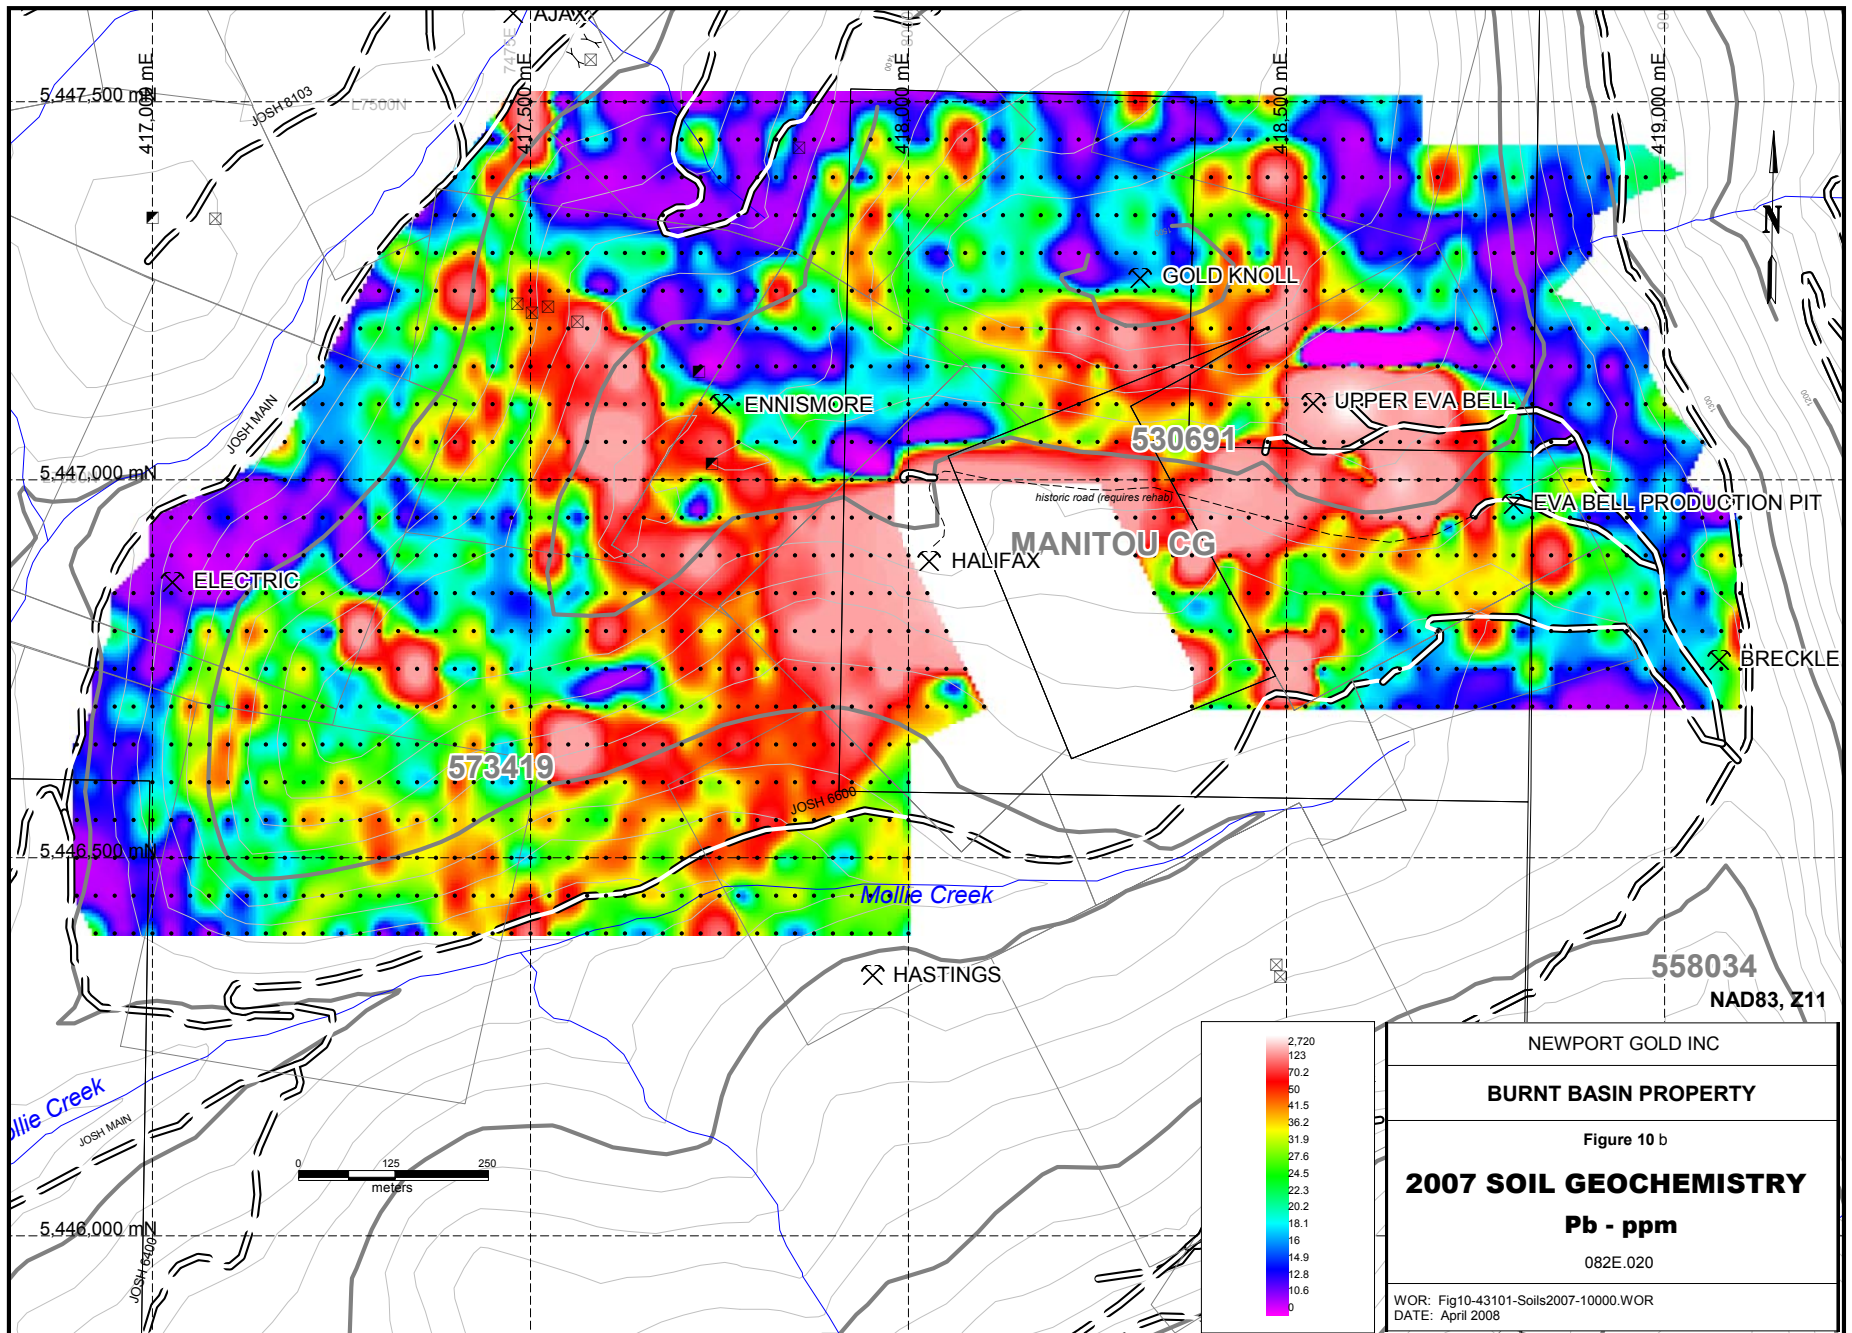 AJAX
7475E
1400
5,447,500 mN
417,000 mE
JOSH 8103
L7500N
417,500 mE
418,000 mE
418,500 mE
419,000 mE
N
GOLD KNOLL
ENNISMORE
UPPER EVA BELL
1300
1200
JOSH MAIN
530691
5,447,000 mN
historic road (requires rehab)
EVA BELL PRODUCTION PIT
MANITOU CG
HALIFAX
ELECTRIC
BRECKLE
573419
JOSH 6600
5,446,500 mN
Mollie Creek
HASTINGS
558034
NAD83, Z11
ollie Creek
JOSH MAIN
0 125 250
meters
5,446,000 mN
JOSH 6400
2,720
123
70.2
50
41.5
36.2
31.9
27.6
24.5
22.3
20.2
18.1
16
14.9
12.8
10.6
0
NEWPORT GOLD INC
BURNT BASIN PROPERTY
Figure 10 b
2007 SOIL GEOCHEMISTRY
Pb - ppm
082E.020
WOR: Fig10-43101-Soils2007-10000.WOR
DATE: April 2008